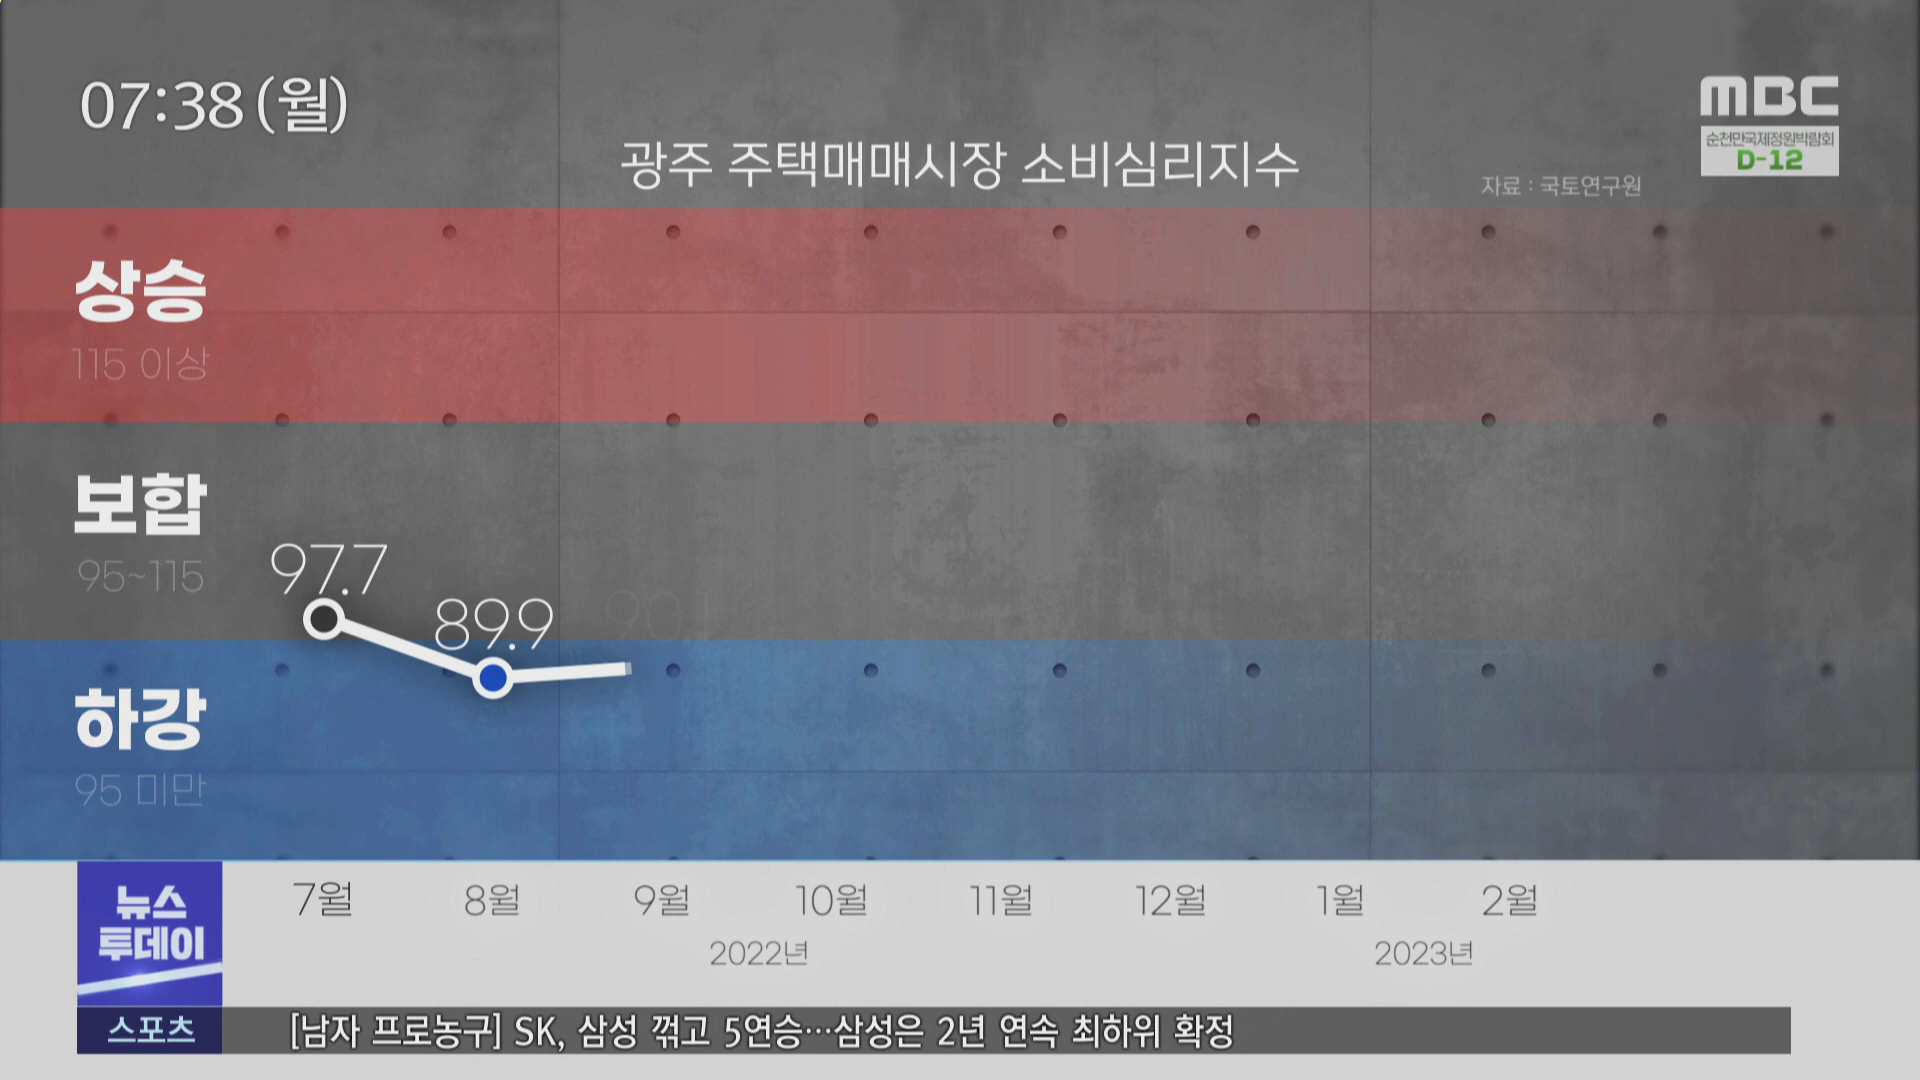 07:38 (월)
MBC
순천만국제정원박람회
D-12
광주 주택매매시장 소비심리지수
자료 : 국토연구원
상승
115 이상
보합
95~115
97.7
89.9
90.1
하강
95 미만
7월 8월 9월 10월 11월 12월 1월 2월
2022년 2023년
뉴스
투데이
스포츠
[남자 프로농구] SK, 삼성 꺾고 5연승…삼성은 2년 연속 최하위 확정